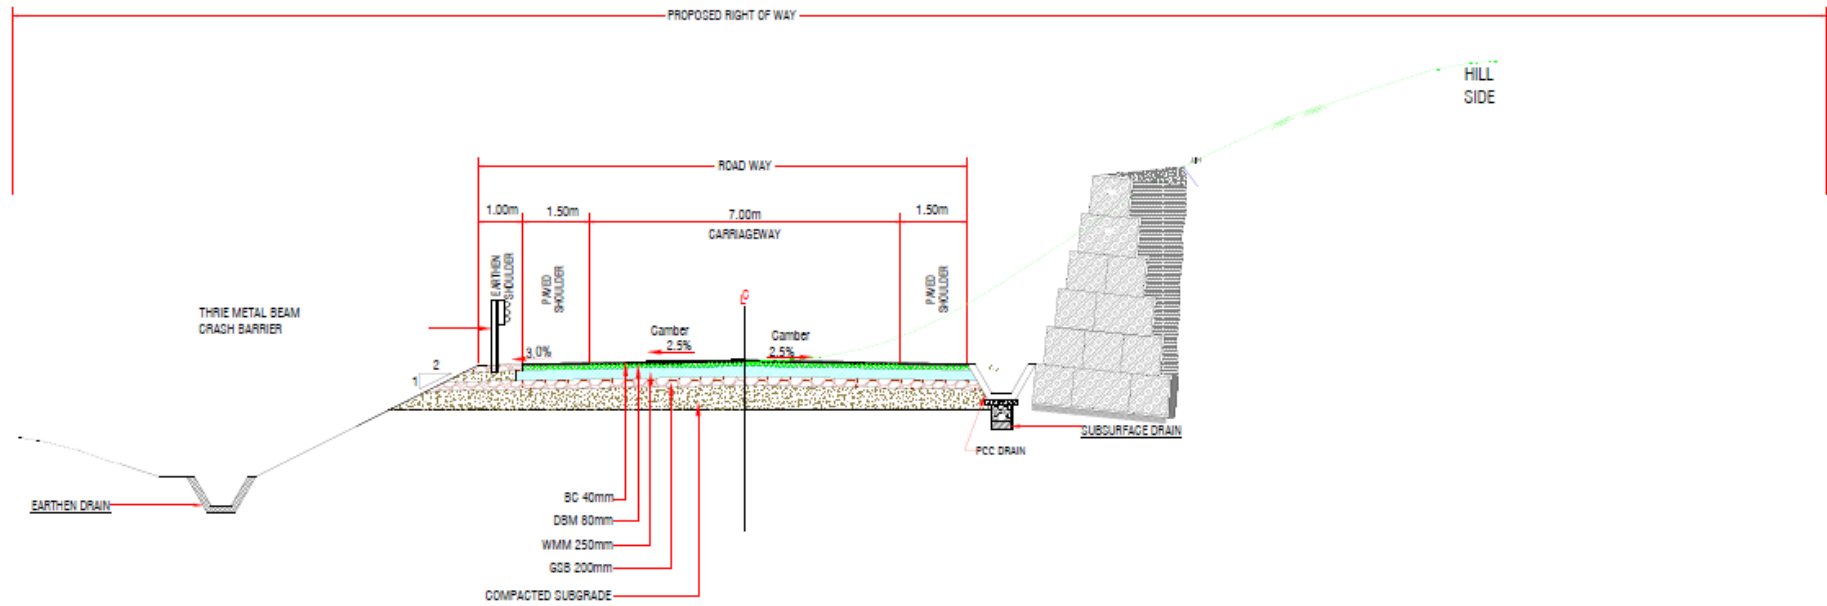 PROPOSED RIGHT OF WAY
HILL
SIDE
ROAD WAY
1.00m
1.50m
7.00m
1.50m
CARRIAGEWAY
EARTHEN
SHOULDER
PAVED
SHOULDER
PAVED
SHOULDER
THRIE METAL BEAM
CRASH BARRIER
Camber
2.5%
Camber
2.5%
3.0%
2
1
SUBSURFACE DRAIN
PCC DRAIN
EARTHEN DRAIN
BC 40mm
DBM 80mm
WMM 250mm
GSB 200mm
COMPACTED SUBGRADE